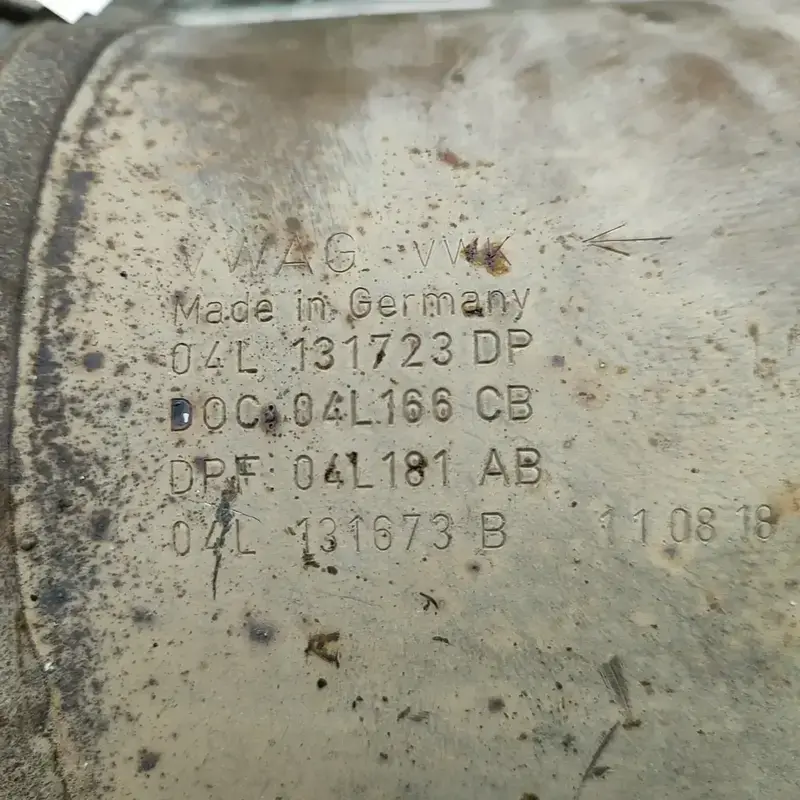 VWAG VWK
Made in Germany
04L 131723 DP
DOC: 04L166 CB
DPF: 04L181 AB
04L 131673 B 11 08 18